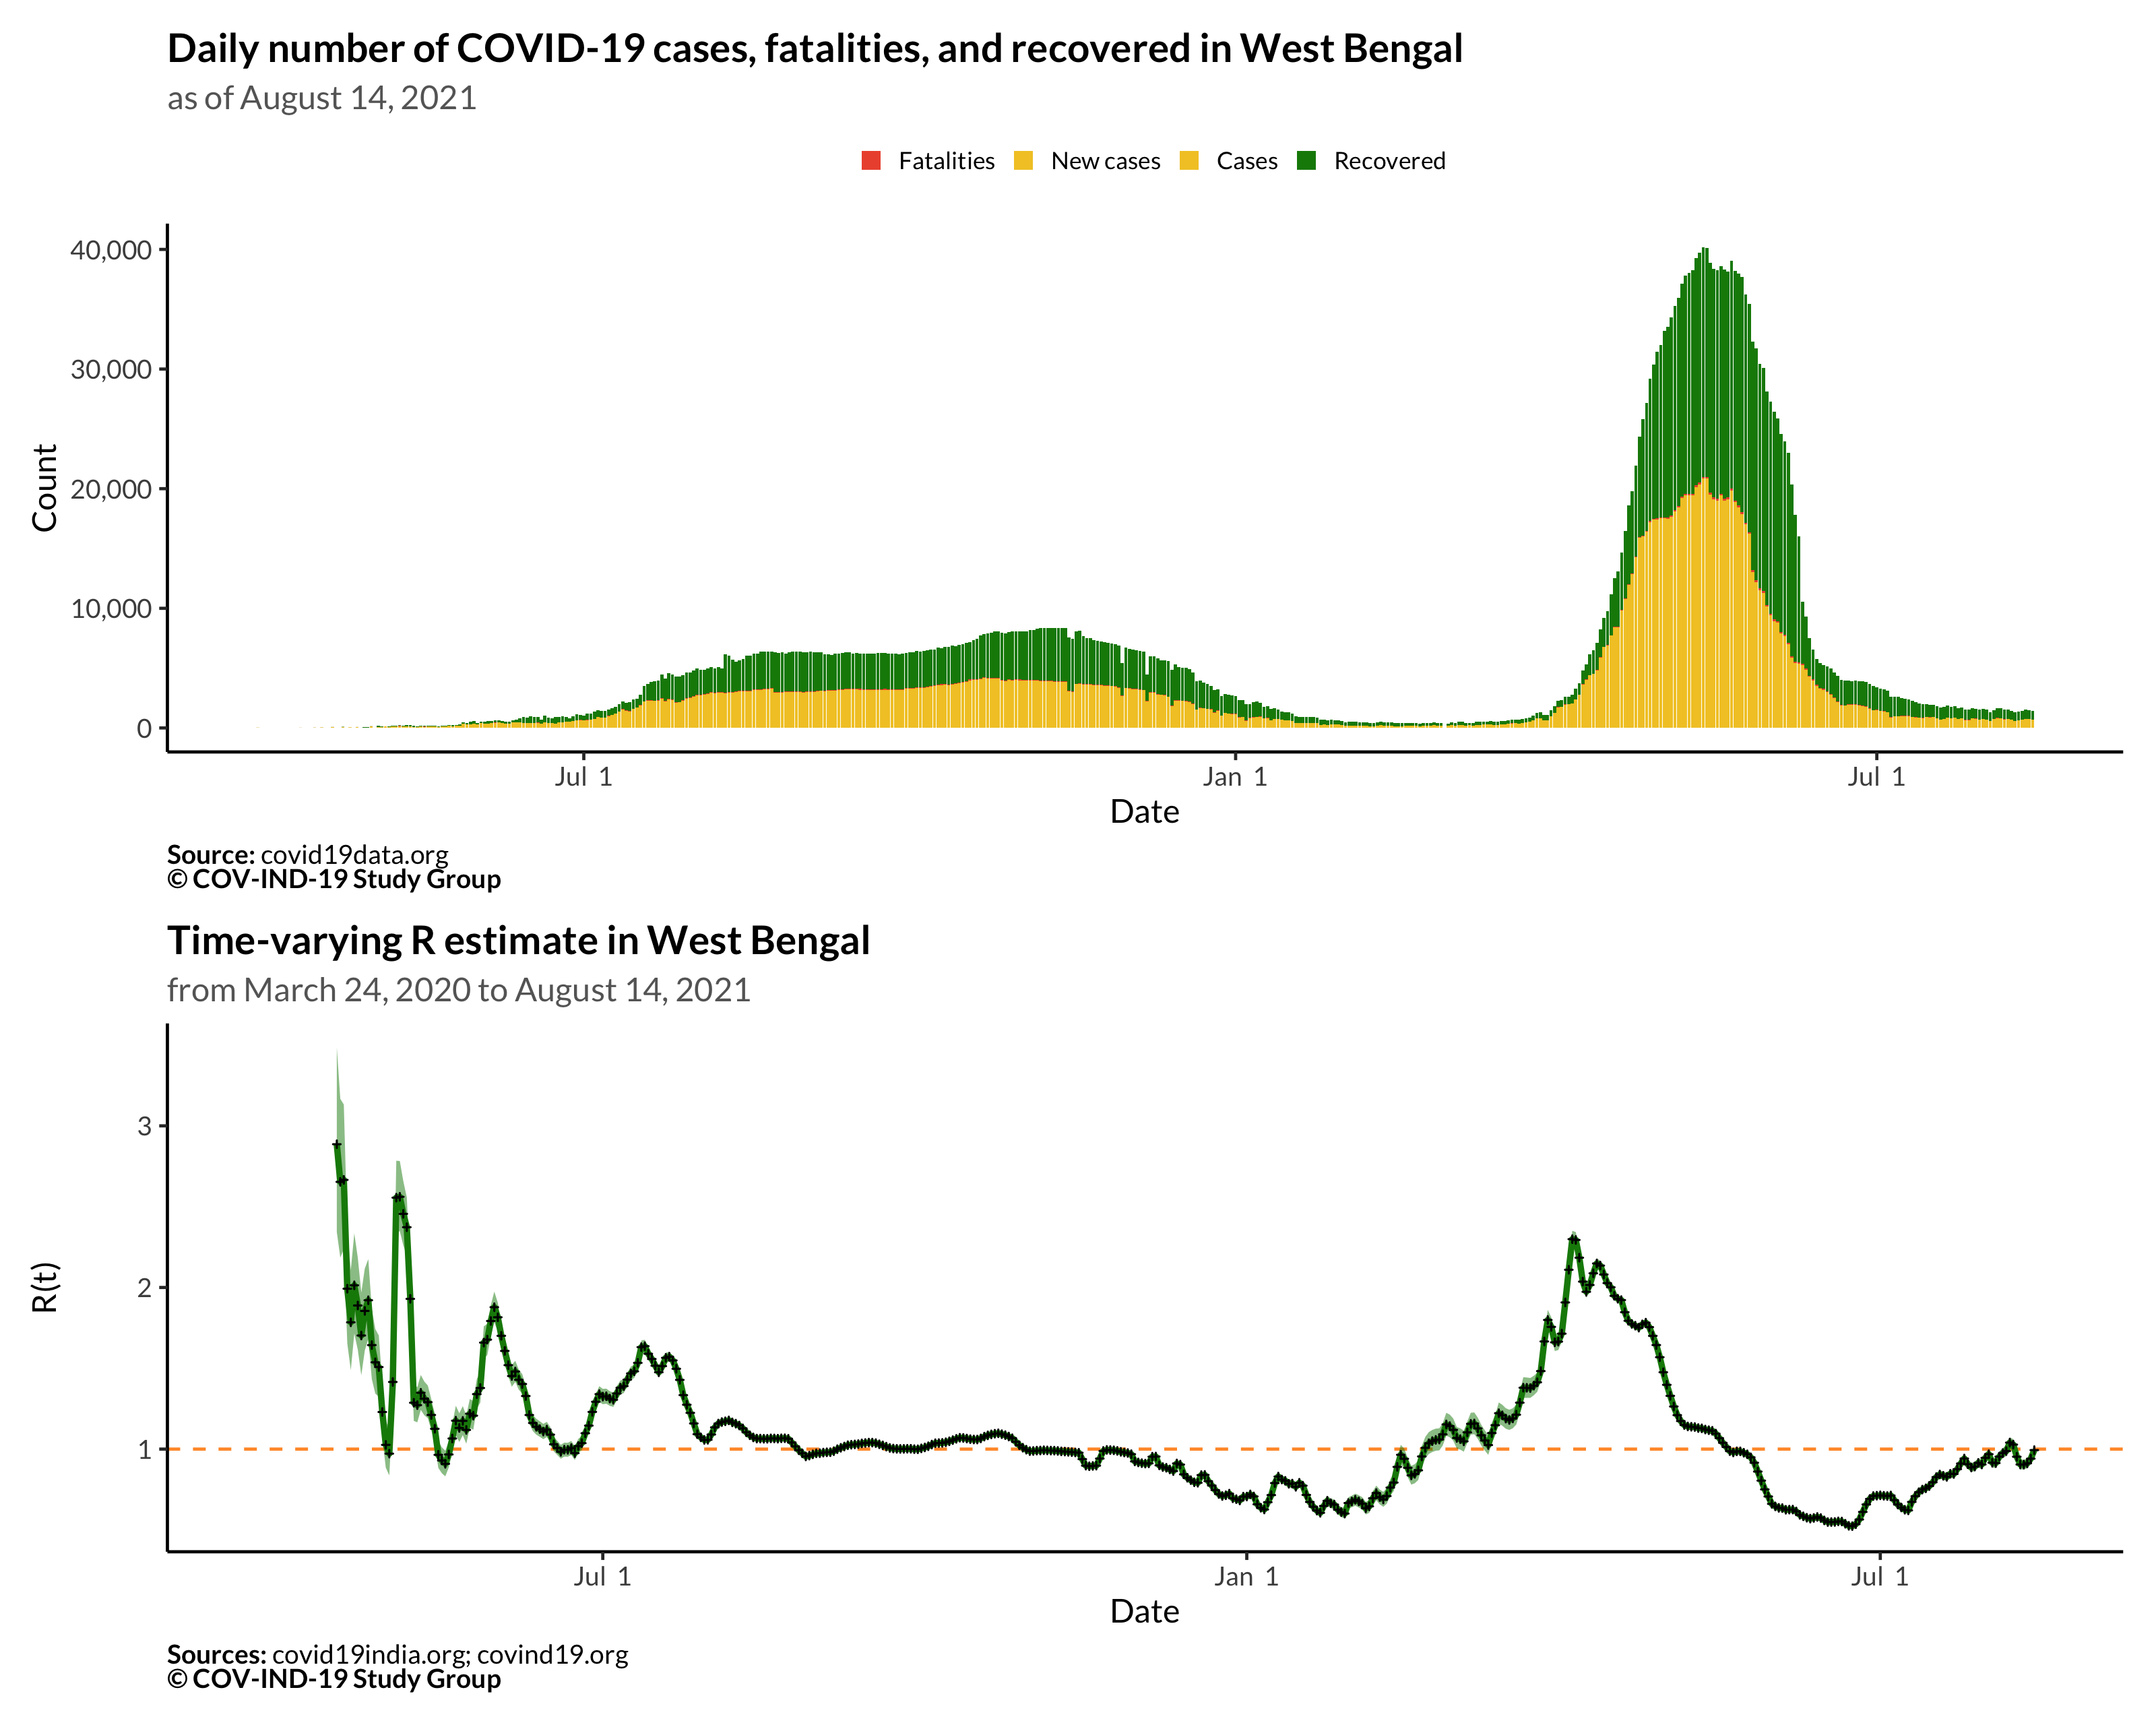 Daily number of COVID-19 cases, fatalities, and recovered in West Bengal
as of August 14, 2021
Fatalities New cases Cases Recovered
40,000
30,000
20,000
10,000
0
Count
Jul 1 Jan 1 Jul 1
Date
Source: covid19data.org
© COV-IND-19 Study Group
Time-varying R estimate in West Bengal
from March 24, 2020 to August 14, 2021
3
2
1
R(t)
Jul 1 Jan 1 Jul 1
Date
Sources: covid19india.org; covind19.org
© COV-IND-19 Study Group